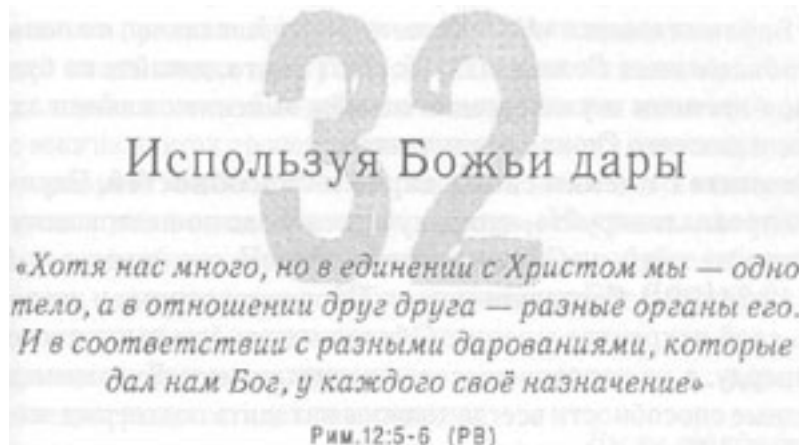 32
Используя Божьи дары
«Хотя нас много, но в единении с Христом мы — одно
тело, а в отношении друг друга — разные органы его.
И в соответствии с разными дарованиями, которые
дал нам Бог, у каждого своё назначение»
Рим.12:5-6 (РВ)